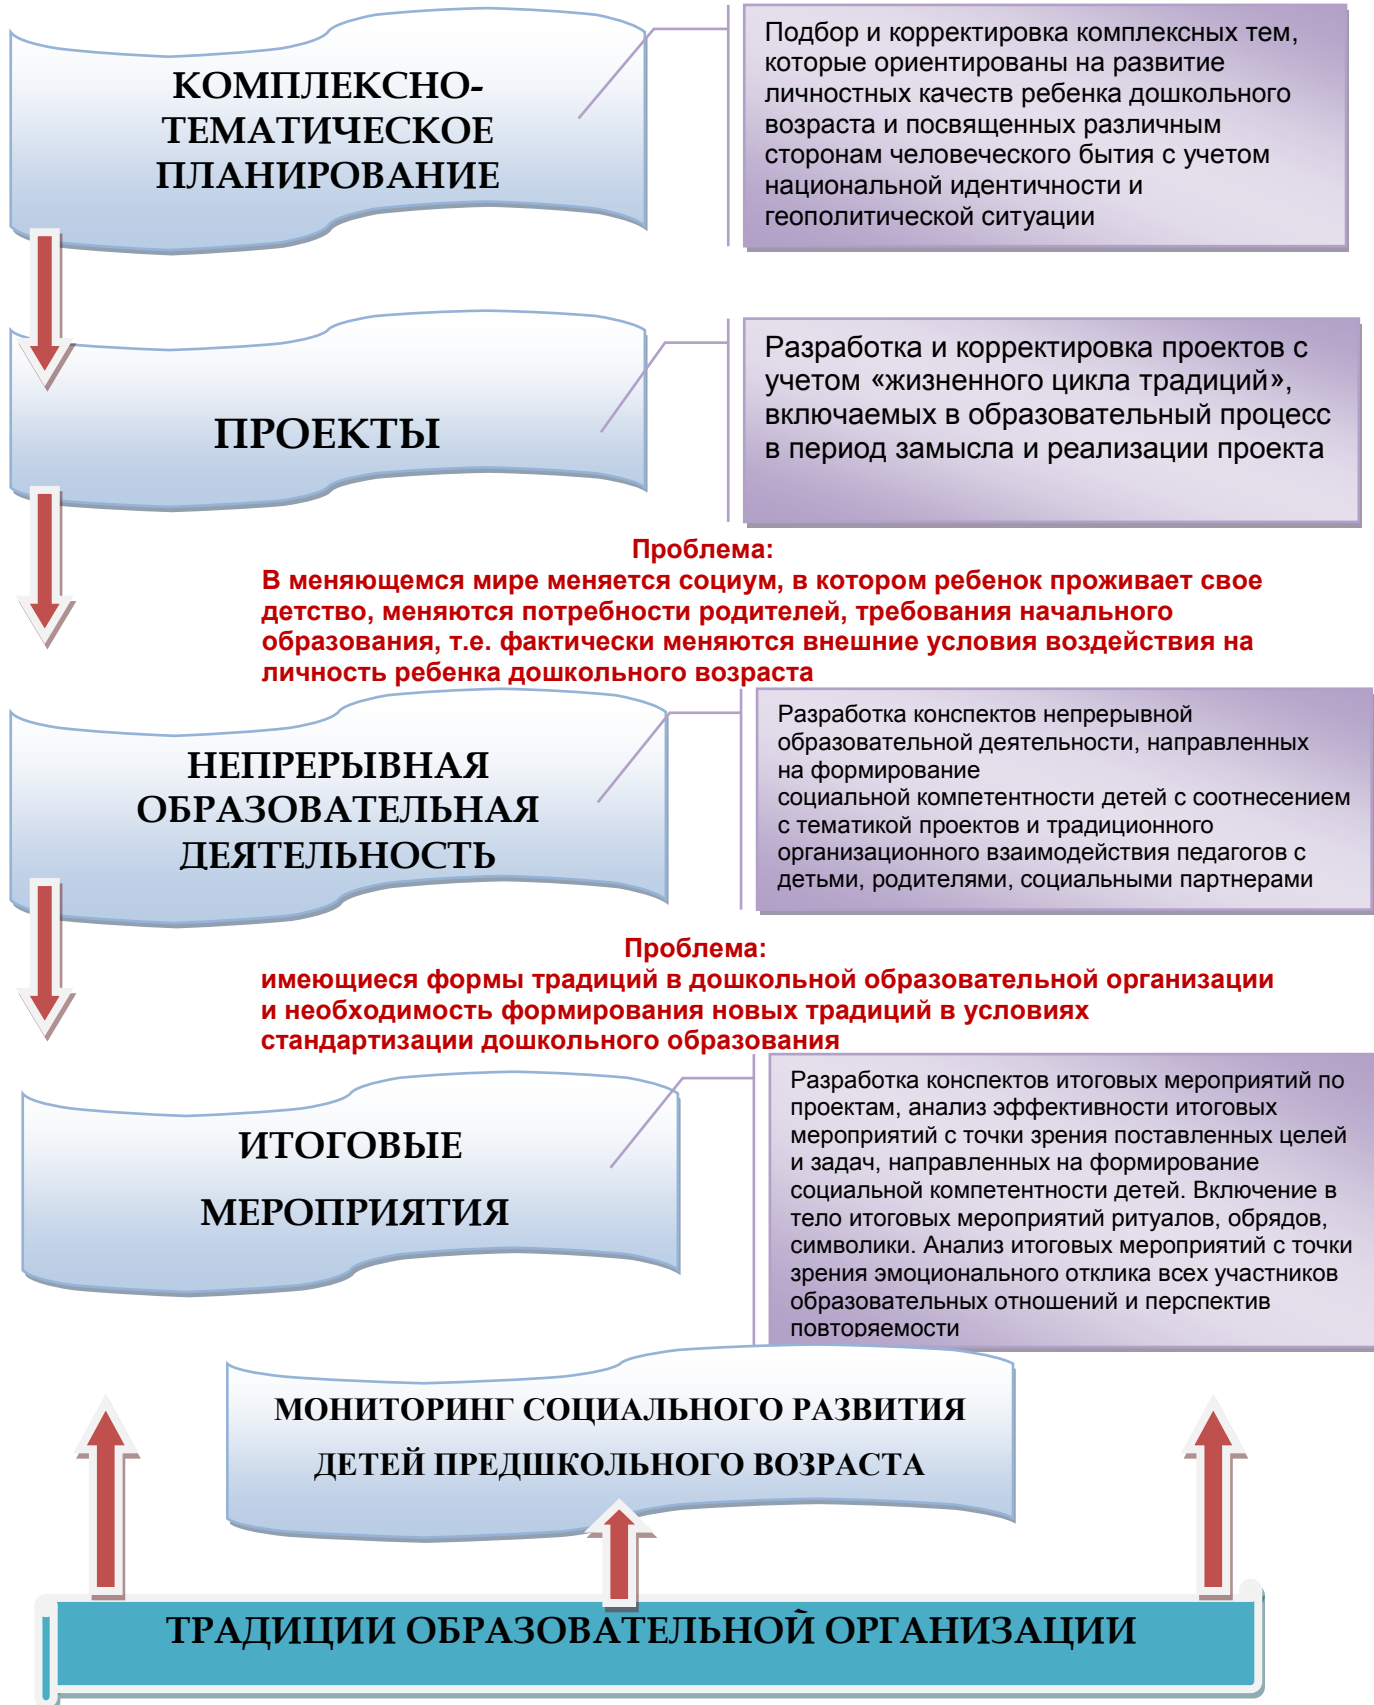 КОМПЛЕКСНО-
ТЕМАТИЧЕСКОЕ
ПЛАНИРОВАНИЕ
Подбор и корректировка комплексных тем,
которые ориентированы на развитие
личностных качеств ребенка дошкольного
возраста и посвященных различным
сторонам человеческого бытия с учетом
национальной идентичности и
геополитической ситуации
ПРОЕКТЫ
Разработка и корректировка проектов с
учетом «жизненного цикла традиций»,
включаемых в образовательный процесс
в период замысла и реализации проекта
Проблема:
В меняющемся мире меняется социум, в котором ребенок проживает свое
детство, меняются потребности родителей, требования начального
образования, т.е. фактически меняются внешние условия воздействия на
личность ребенка дошкольного возраста
НЕПРЕРЫВНАЯ
ОБРАЗОВАТЕЛЬНАЯ
ДЕЯТЕЛЬНОСТЬ
Разработка конспектов непрерывной
образовательной деятельности, направленных
на формирование
социальной компетентности детей с соотнесением
с тематикой проектов и традиционного
организационного взаимодействия педагогов с
детьми, родителями, социальными партнерами
Проблема:
имеющиеся формы традиций в дошкольной образовательной организации
и необходимость формирования новых традиций в условиях
стандартизации дошкольного образования
ИТОГОВЫЕ
МЕРОПРИЯТИЯ
Разработка конспектов итоговых мероприятий по
проектам, анализ эффективности итоговых
мероприятий с точки зрения поставленных целей
и задач, направленных на формирование
социальной компетентности детей. Включение в
тело итоговых мероприятий ритуалов, обрядов,
символики. Анализ итоговых мероприятий с точки
зрения эмоционального отклика всех участников
образовательных отношений и перспектив
повторяемости
МОНИТОРИНГ СОЦИАЛЬНОГО РАЗВИТИЯ
ДЕТЕЙ ПРЕДШКОЛЬНОГО ВОЗРАСТА
ТРАДИЦИИ ОБРАЗОВАТЕЛЬНОЙ ОРГАНИЗАЦИИ